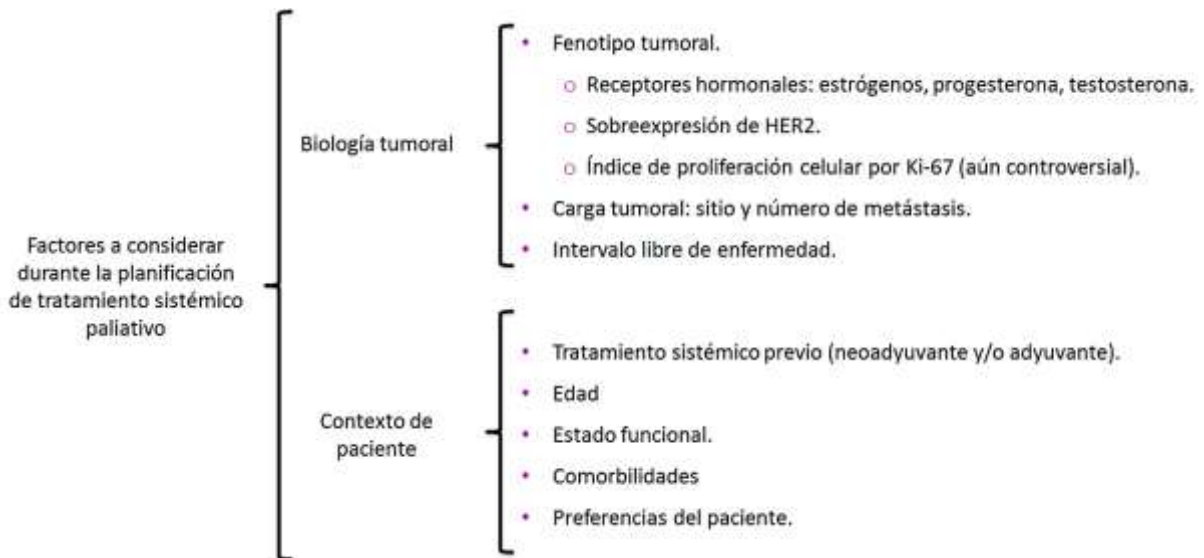 Factores a considerar
durante la planificación
de tratamiento sistémico
paliativo
Biología tumoral
• Fenotipo tumoral.
o Receptores hormonales: estrógenos, progesterona, testosterona.
o Sobreexpresión de HER2.
o Índice de proliferación celular por Ki-67 (aún controversial).
• Carga tumoral: sitio y número de metástasis.
• Intervalo libre de enfermedad.
Contexto de
paciente
• Tratamiento sistémico previo (neoadyuvante y/o adyuvante).
• Edad
• Estado funcional.
• Comorbilidades
• Preferencias del paciente.